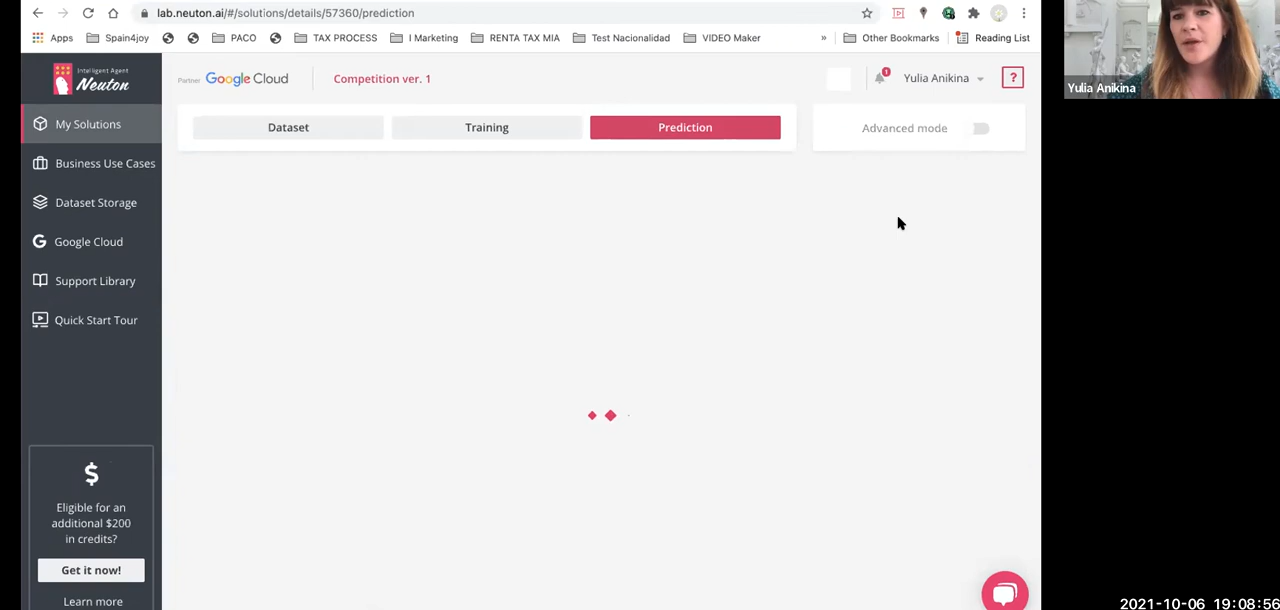 lab.neuton.ai/#/solutions/details/57360/prediction
Apps Spain4joy PACO TAX PROCESS I Marketing RENTA TAX MIA Test Nacionalidad VIDEO Maker » Other Bookmarks Reading List
Intelligent Agent
Neuton
Partner Google Cloud Competition ver. 1 1 Yulia Anikina ?
Yulia Anikina
My Solutions
Dataset Training Prediction Advanced mode
Business Use Cases
Dataset Storage
Google Cloud
Support Library
Quick Start Tour
$
Eligible for an
additional $200
in credits?
Get it now!
Learn more
2021-10-06 19:08:56